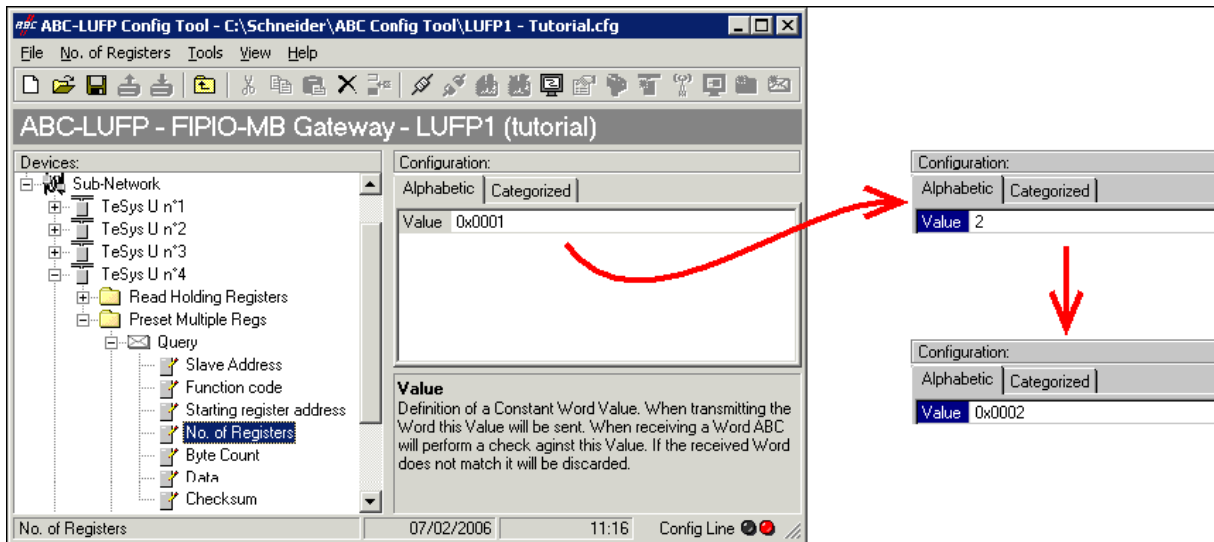 ABC-LUFP Config Tool - C:\Schneider\ABC Config Tool\LUFP1 - Tutorial.cfg
File No. of Registers Tools View Help
ABC-LUFP - FIPIO-MB Gateway - LUFP1 (tutorial)
Devices:
Sub-Network
TeSys U n°1
TeSys U n°2
TeSys U n°3
TeSys U n°4
Read Holding Registers
Preset Multiple Regs
Query
Slave Address
Function code
Starting register address
No. of Registers
Byte Count
Data
Checksum
Configuration:
Alphabetic Categorized
Value 0x0001
Value
Definition of a Constant Word Value. When transmitting the
Word this Value will be sent. When receiving a Word ABC
will perform a check aginst this Value. If the received Word
does not match it will be discarded.
No. of Registers 07/02/2006 11:16 Config Line
Configuration:
Alphabetic Categorized
Value 2
Configuration:
Alphabetic Categorized
Value 0x0002